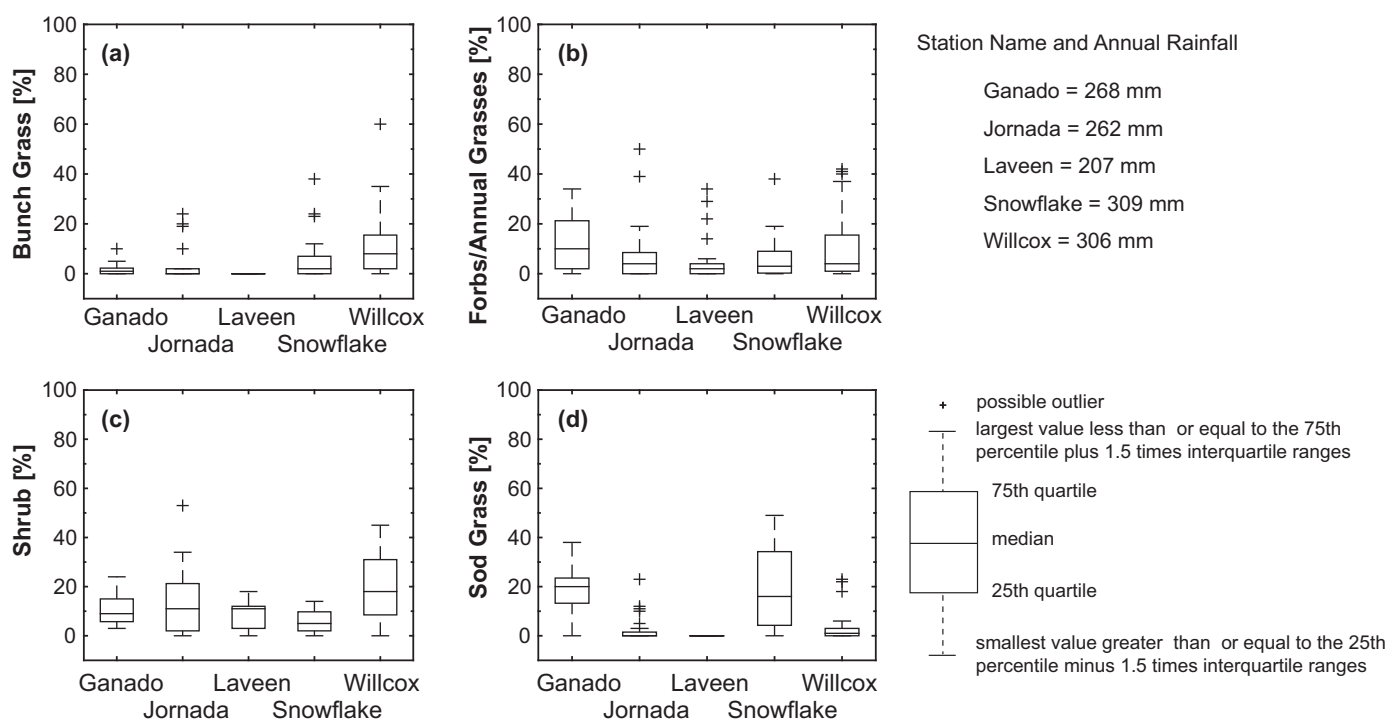 (a)
Bunch Grass [%]
100
80
60
40
20
0
Ganado
Laveen
Willcox
Jornada
Snowflake
(b)
Forbs/Annual Grasses [%]
100
80
60
40
20
0
Ganado
Laveen
Willcox
Jornada
Snowflake
Station Name and Annual Rainfall
Ganado = 268 mm
Jornada = 262 mm
Laveen = 207 mm
Snowflake = 309 mm
Willcox = 306 mm
(c)
Shrub [%]
100
80
60
40
20
0
Ganado
Laveen
Willcox
Jornada
Snowflake
(d)
Sod Grass [%]
100
80
60
40
20
0
Ganado
Laveen
Willcox
Jornada
Snowflake
possible outlier
largest value less than or equal to the 75th
percentile plus 1.5 times interquartile ranges
75th quartile
median
25th quartile
smallest value greater than or equal to the 25th
percentile minus 1.5 times interquartile ranges